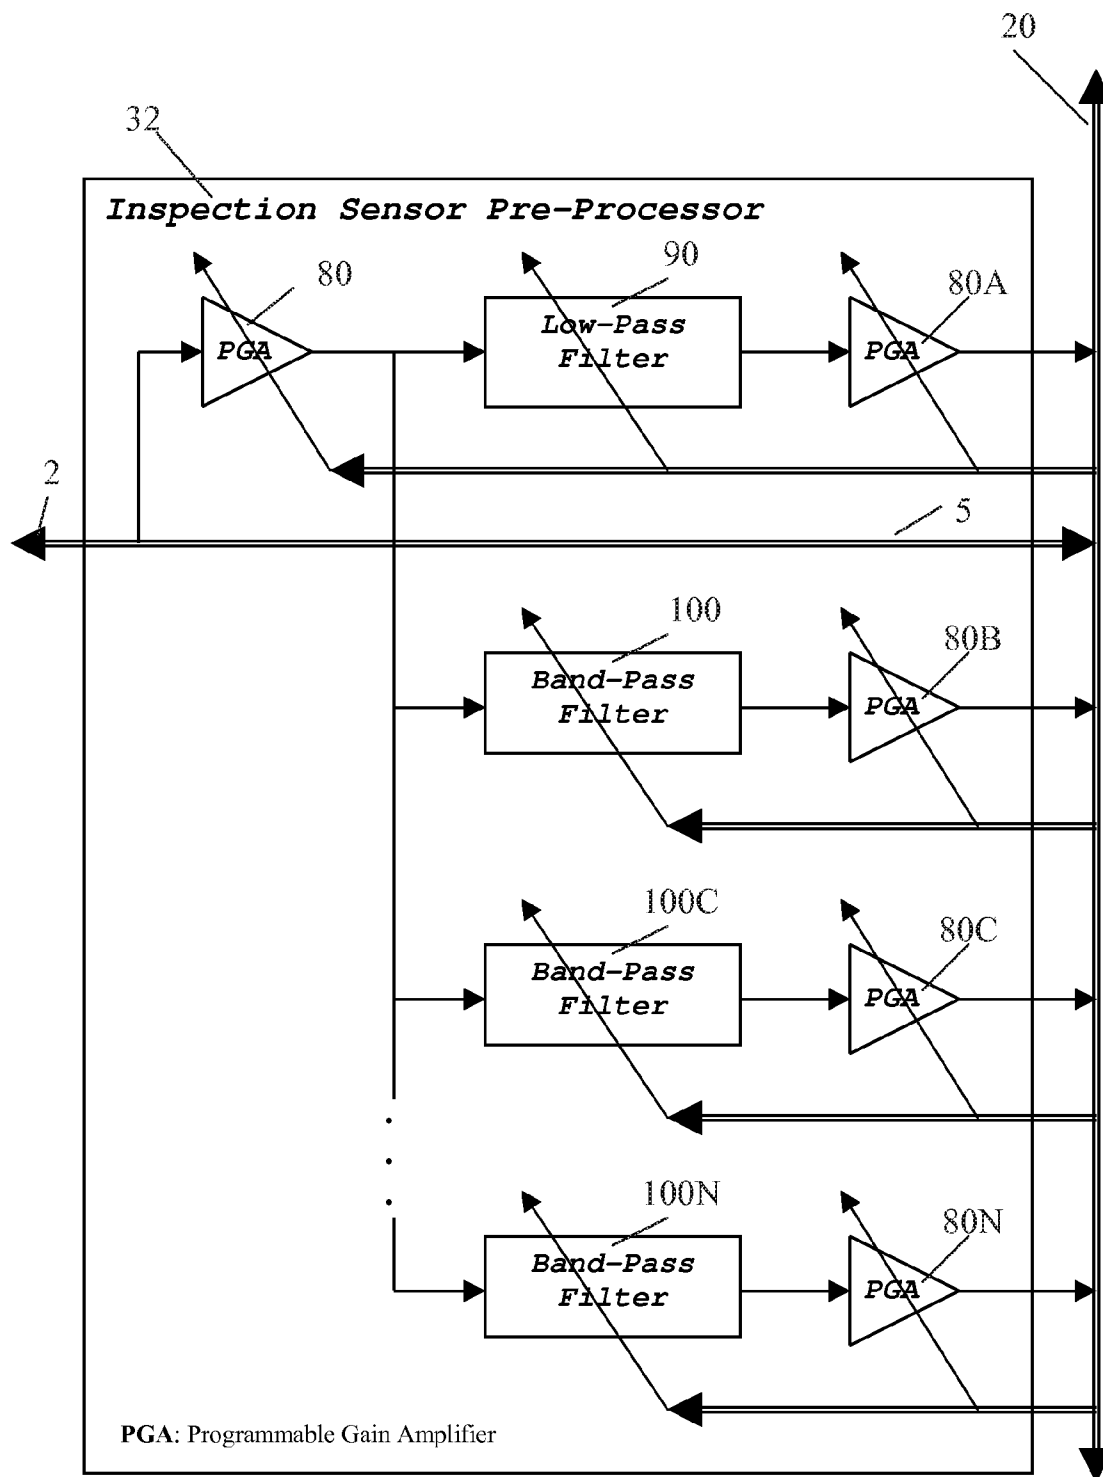 20
32
Inspection Sensor Pre-Processor
80
90
80A
PGA
Low-Pass
Filter
PGA
2
5
100
80B
Band-Pass
Filter
PGA
100C
80C
Band-Pass
Filter
PGA
100N
80N
Band-Pass
Filter
PGA
PGA: Programmable Gain Amplifier